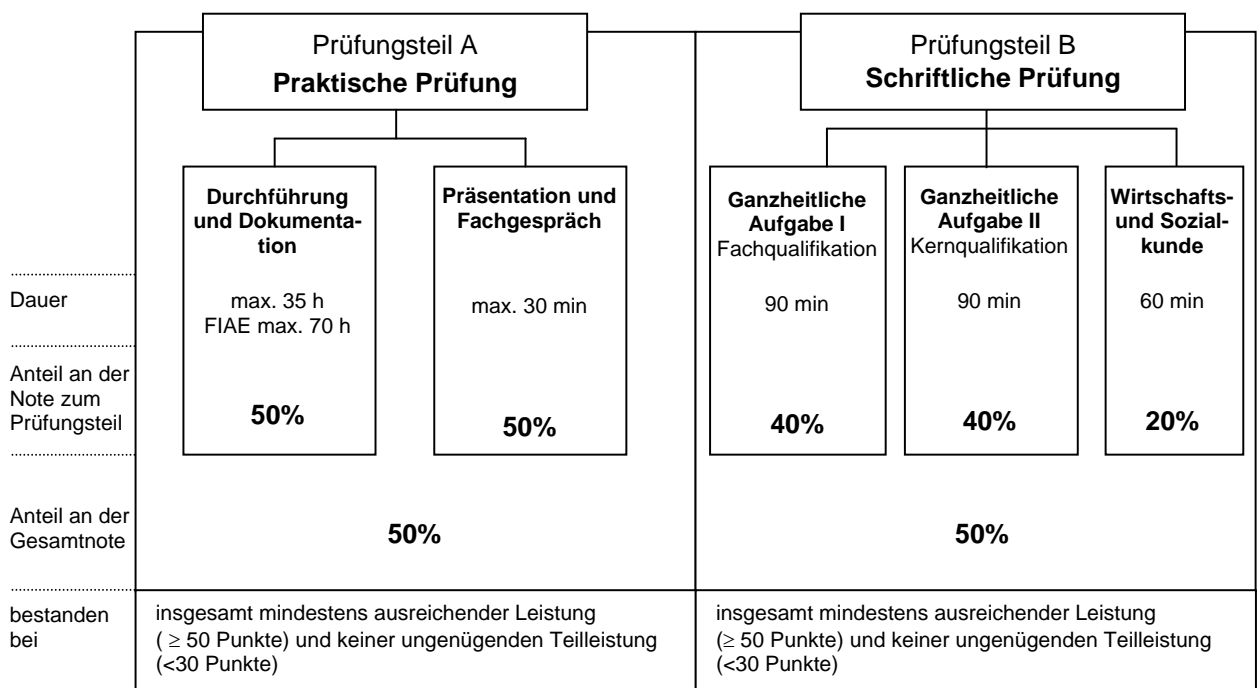 Prüfungsteil A
Praktische Prüfung
Prüfungsteil B
Schriftliche Prüfung
Durchführung
und Dokumenta-
tion
Präsentation und
Fachgespräch
Ganzheitliche
Aufgabe I
Fachqualifikation
Ganzheitliche
Aufgabe II
Kernqualifikation
Wirtschafts-
und Sozial-
kunde
Dauer
max. 35 h
FIAE max. 70 h
max. 30 min
90 min
90 min
60 min
Anteil an der
Note zum
Prüfungsteil
50%
50%
40%
40%
20%
Anteil an der
Gesamtnote
50%
50%
bestanden
bei
insgesamt mindestens ausreichender Leistung
( ≥ 50 Punkte) und keiner ungenügenden Teilleistung
(<30 Punkte)
insgesamt mindestens ausreichender Leistung
(≥ 50 Punkte) und keiner ungenügenden Teilleistung
(<30 Punkte)